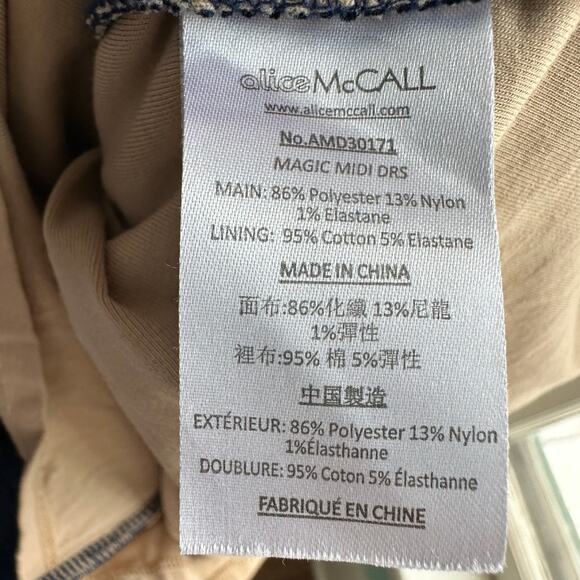 alice McCALL
www.alicemccall.com
No.AMD30171
MAGIC MIDI DRS
MAIN: 86% Polyester 13% Nylon
1% Elastane
LINING: 95% Cotton 5% Elastane
MADE IN CHINA
面布:86%化纖 13%尼龍
1%彈性
裡布:95% 棉 5%彈性
中国製造
EXTÉRIEUR: 86% Polyester 13% Nylon
1%Élasthanne
DOUBLURE: 95% Coton 5% Élasthanne
FABRIQUÉ EN CHINE